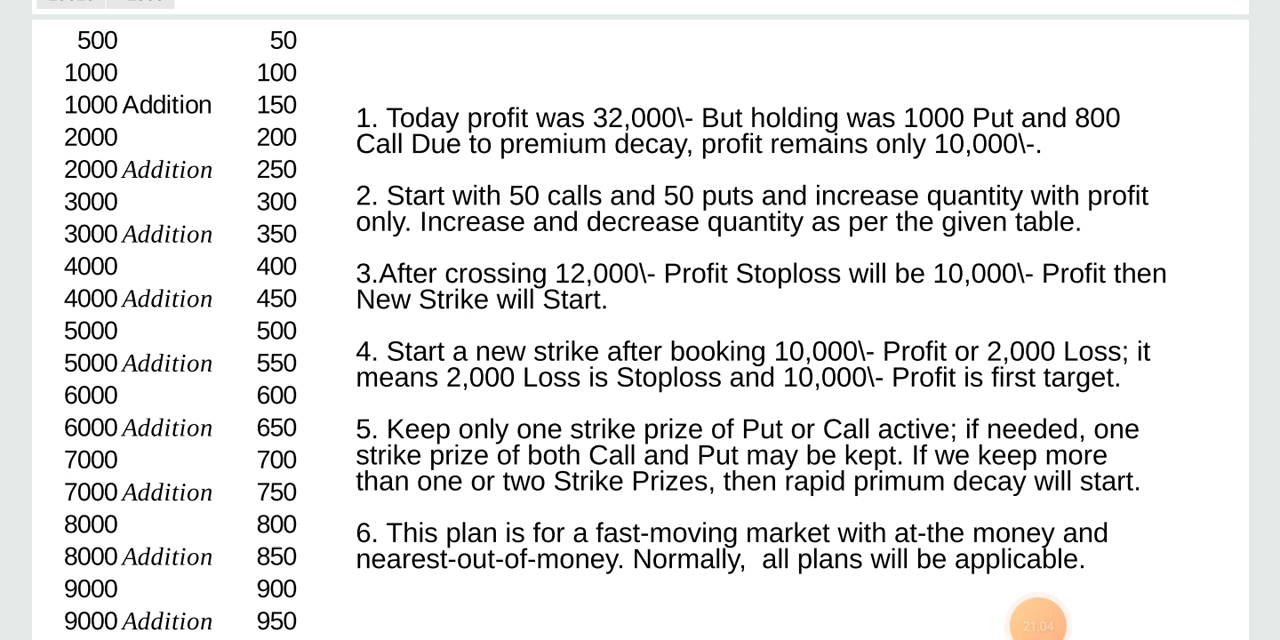 500 50
1000 100
1000 Addition 150
2000 200
2000 Addition 250
3000 300
3000 Addition 350
4000 400
4000 Addition 450
5000 500
5000 Addition 550
6000 600
6000 Addition 650
7000 700
7000 Addition 750
8000 800
8000 Addition 850
9000 900
9000 Addition 950
1. Today profit was 32,000\- But holding was 1000 Put and 800
Call Due to premium decay, profit remains only 10,000\-.
2. Start with 50 calls and 50 puts and increase quantity with profit
only. Increase and decrease quantity as per the given table.
3.After crossing 12,000\- Profit Stoploss will be 10,000\- Profit then
New Strike will Start.
4. Start a new strike after booking 10,000\- Profit or 2,000 Loss; it
means 2,000 Loss is Stoploss and 10,000\- Profit is first target.
5. Keep only one strike prize of Put or Call active; if needed, one
strike prize of both Call and Put may be kept. If we keep more
than one or two Strike Prizes, then rapid primum decay will start.
6. This plan is for a fast-moving market with at-the money and
nearest-out-of-money. Normally,  all plans will be applicable.
21:04